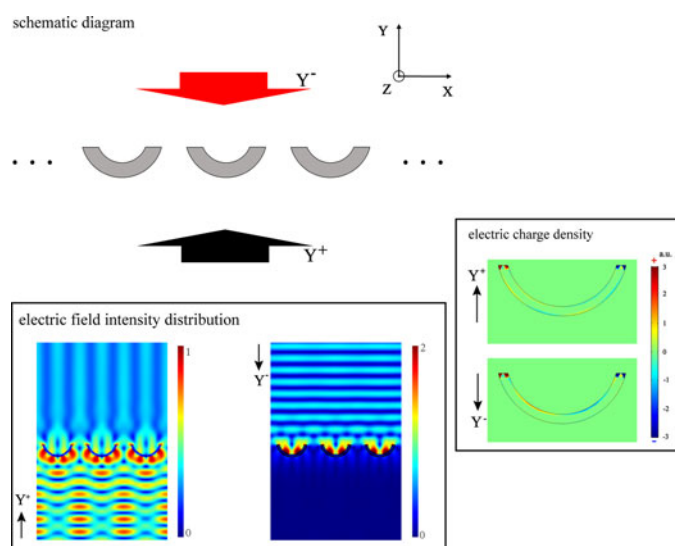 schematic diagram
Y
Y-
Z
X
...
...
Y+
electric charge density
a.u.
+
3
2
1
0
-1
-2
-3
-
Y+
Y-
electric field intensity distribution
1
0
Y+
2
0
Y-